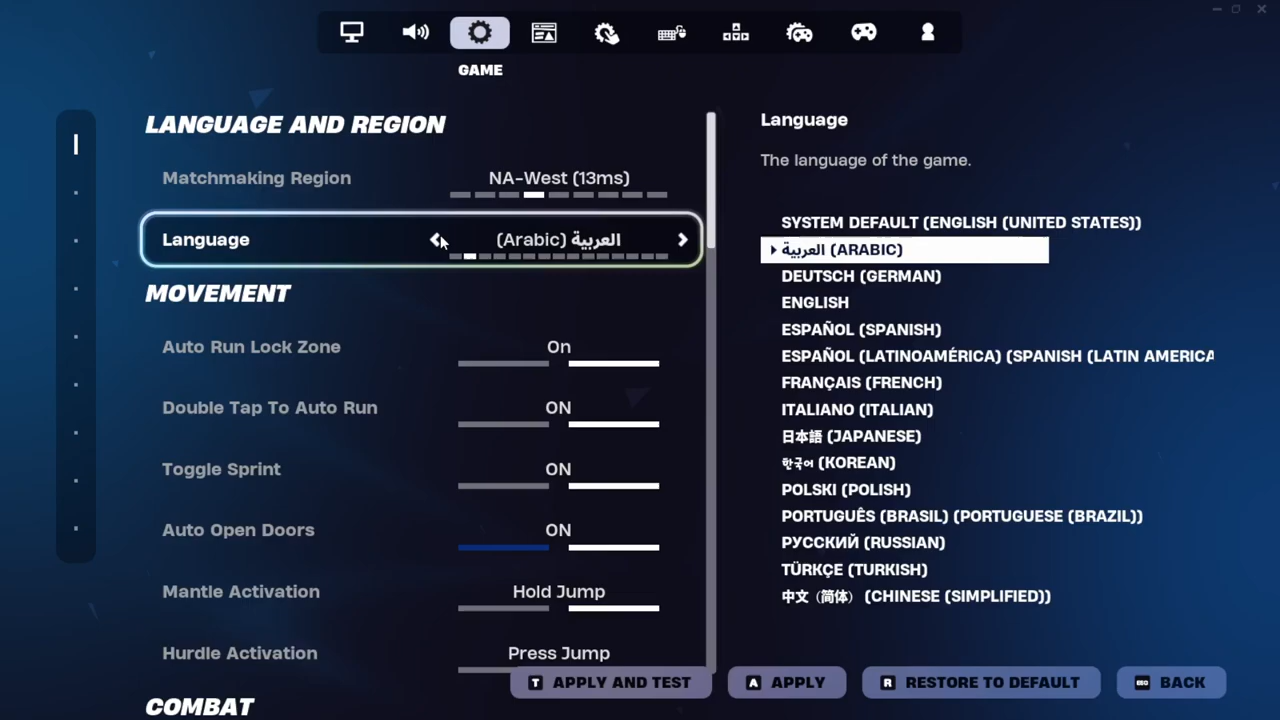 GAME
LANGUAGE AND REGION
Matchmaking Region
NA-West (13ms)
Language
العربية (Arabic)
MOVEMENT
Auto Run Lock Zone
On
Double Tap To Auto Run
ON
Toggle Sprint
ON
Auto Open Doors
ON
Mantle Activation
Hold Jump
Hurdle Activation
Press Jump
COMBAT
Language
The language of the game.
SYSTEM DEFAULT (ENGLISH (UNITED STATES))
العربية (ARABIC)
DEUTSCH (GERMAN)
ENGLISH
ESPAÑOL (SPANISH)
ESPAÑOL (LATINOAMÉRICA) (SPANISH (LATIN AMERICA
FRANÇAIS (FRENCH)
ITALIANO (ITALIAN)
日本語 (JAPANESE)
한국어 (KOREAN)
POLSKI (POLISH)
PORTUGUÊS (BRASIL) (PORTUGUESE (BRAZIL))
РУССКИЙ (RUSSIAN)
TÜRKÇE (TURKISH)
中文（简体） (CHINESE (SIMPLIFIED))
T APPLY AND TEST
A APPLY
R RESTORE TO DEFAULT
ESC BACK